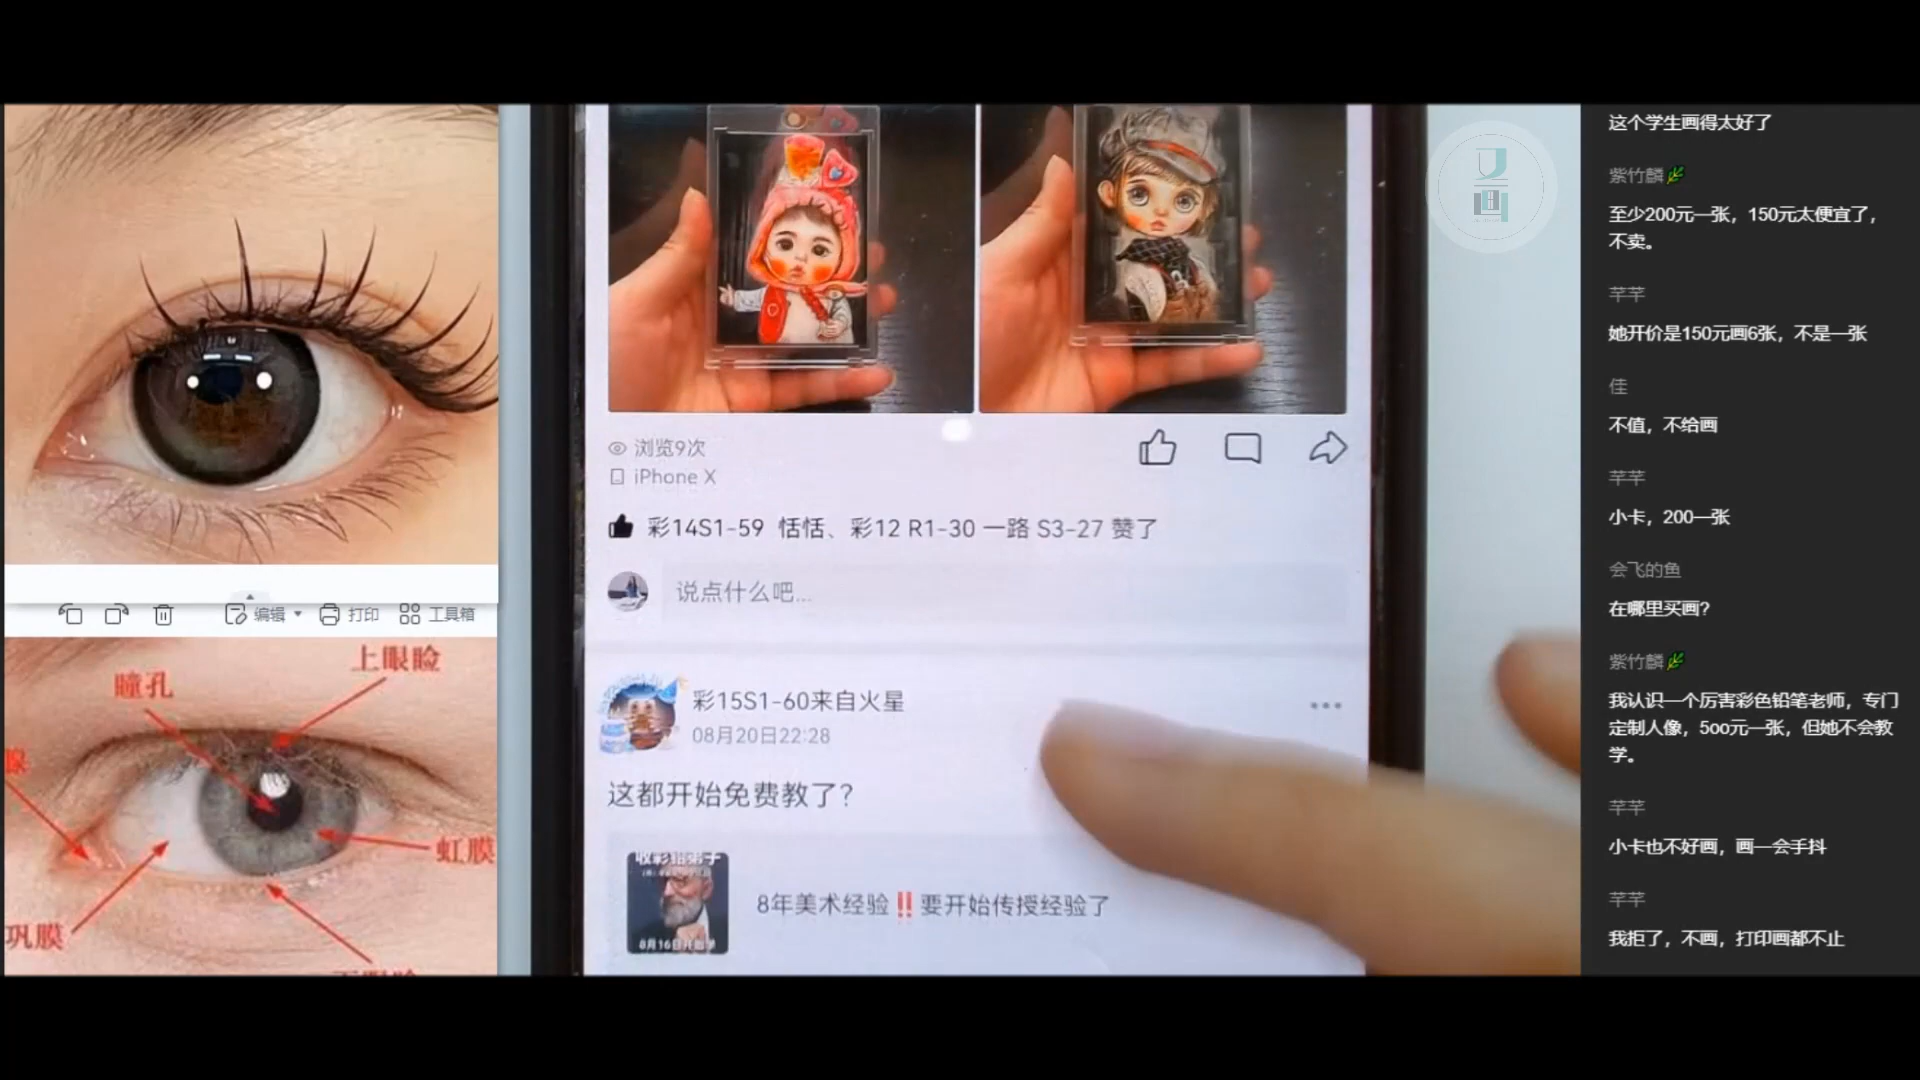 编辑
打印
工具箱
上眼睑
瞳孔
腺
虹膜
巩膜
浏览9次
iPhone X
彩14S1-59 恬恬、彩12 R1-30 一路 S3-27 赞了
说点什么吧...
彩15S1-60来自火星
08月20日22:28
这都开始免费教了?
收彩铅弟子
8年美术经验‼️要开始传授经验了
画
这个学生画得太好了
紫竹麟
至少200元一张，150元太便宜了，
不卖。
芊芊
她开价是150元画6张，不是一张
佳
不值，不给画
芊芊
小卡，200一张
会飞的鱼
在哪里买画？
紫竹麟
我认识一个厉害彩色铅笔老师，专门
定制人像，5oo元一张，但她不会教
学。
芊芊
小卡也不好画，画一会手抖
芊芊
我拒了，不画，打印画都不止